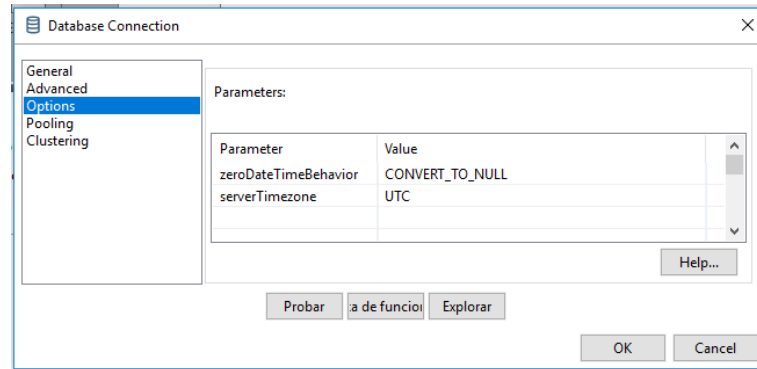 Database Connection
General
Advanced
Options
Pooling
Clustering
Parameters:
Parameter Value
zeroDateTimeBehavior CONVERT_TO_NULL
serverTimezone UTC
Help...
Probar :a de funcio Explorar
OK Cancel